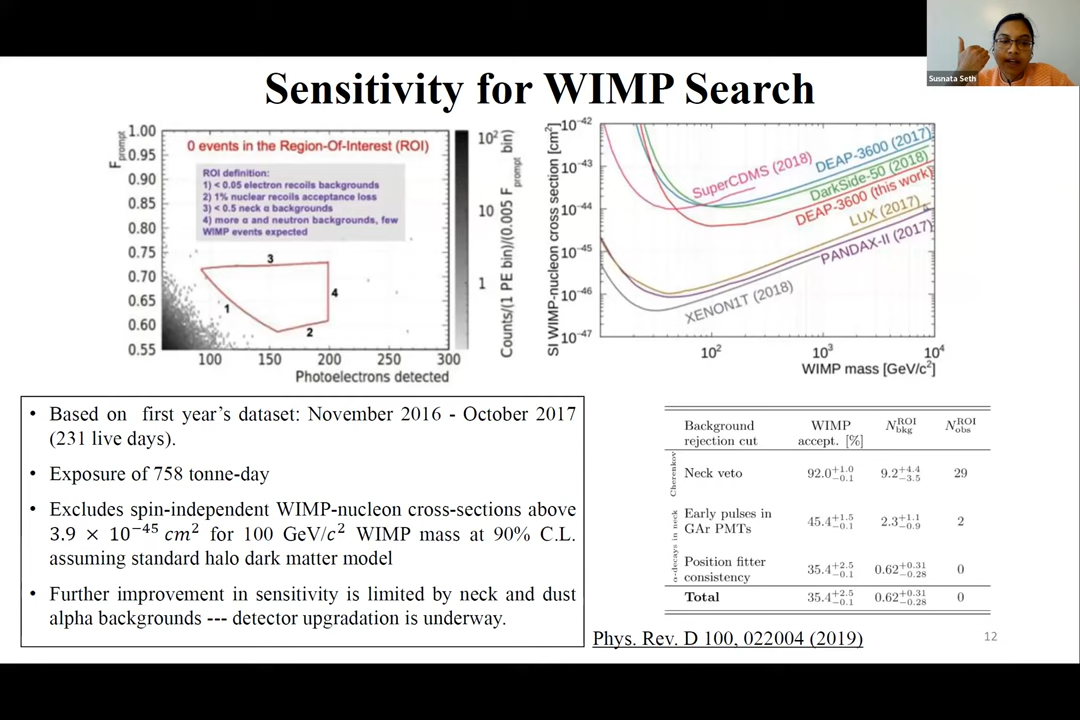 Susnata Seth
Sensitivity for WIMP Search
0 events in the Region-Of-Interest (ROI)
ROI definition:
1) < 0.05 electron recoils backgrounds
2) 1% nuclear recoils acceptance loss
3) < 0.5 neck α backgrounds
4) more α and neutron backgrounds, few
WIMP events expected
F_prompt
1.00
0.95
0.90
0.85
0.80
0.75
0.70
0.65
0.60
0.55
3
4
1
2
100
150
200
250
300
Photoelectrons detected
10²
10
1
Counts/(1 PE bin)/(0.005 F_prompt bin)
SI WIMP-nucleon cross section [cm²]
10⁻⁴²
10⁻⁴³
10⁻⁴⁴
10⁻⁴⁵
10⁻⁴⁶
10⁻⁴⁷
SuperCDMS (2018)
DEAP-3600 (2017)
DarkSide-50 (2018)
DEAP-3600 (this work)
LUX (2017)
PANDAX-II (2017)
XENON1T (2018)
10²
10³
10⁴
WIMP mass [GeV/c²]
• Based on first year's dataset: November 2016 - October 2017
(231 live days).
• Exposure of 758 tonne-day
• Excludes spin-independent WIMP-nucleon cross-sections above
3.9 × 10⁻⁴⁵ cm² for 100 GeV/c² WIMP mass at 90% C.L.
assuming standard halo dark matter model
• Further improvement in sensitivity is limited by neck and dust
alpha backgrounds --- detector upgradation is underway.
Background WIMP N_bkg^ROI N_obs^ROI
rejection cut accept. [%]
Cherenkov
Neck veto 92.0 +1.0 −0.1 9.2 +4.4 −3.5 29
α-decays in neck
Early pulses in
GAr PMTs 45.4 +1.5 −0.1 2.3 +1.1 −0.9 2
Position fitter
consistency 35.4 +2.5 −0.1 0.62 +0.31 −0.28 0
Total 35.4 +2.5 −0.1 0.62 +0.31 −0.28 0
Phys. Rev. D 100, 022004 (2019)
12